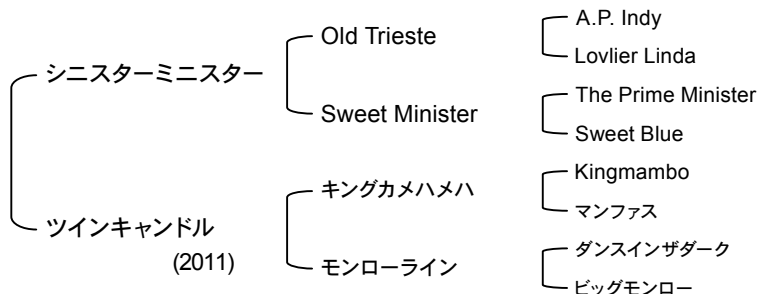 シニスターミニスター
Old Trieste
A.P. Indy
Lovlier Linda
Sweet Minister
The Prime Minister
Sweet Blue
ツインキャンドル
(2011)
キングカメハメハ
Kingmambo
マンファス
モンローライン
ダンスインザダーク
ビッグモンロー